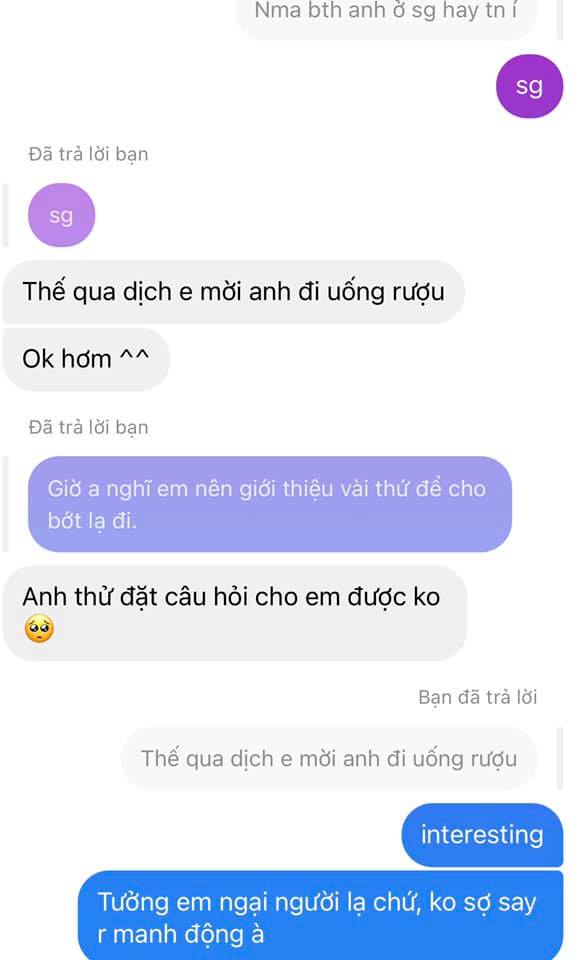 Nma bth anh ở sg hay tn í
sg
Đã trả lời bạn
sg
Thế qua dịch e mời anh đi uống rượu
Ok hơm ^^
Đã trả lời bạn
Giờ a nghĩ em nên giới thiệu vài thứ để cho
bớt lạ đi.
Anh thử đặt câu hỏi cho em được ko
🥺
Bạn đã trả lời
Thế qua dịch e mời anh đi uống rượu
interesting
Tưởng em ngại người lạ chứ, ko sợ say
r manh động à